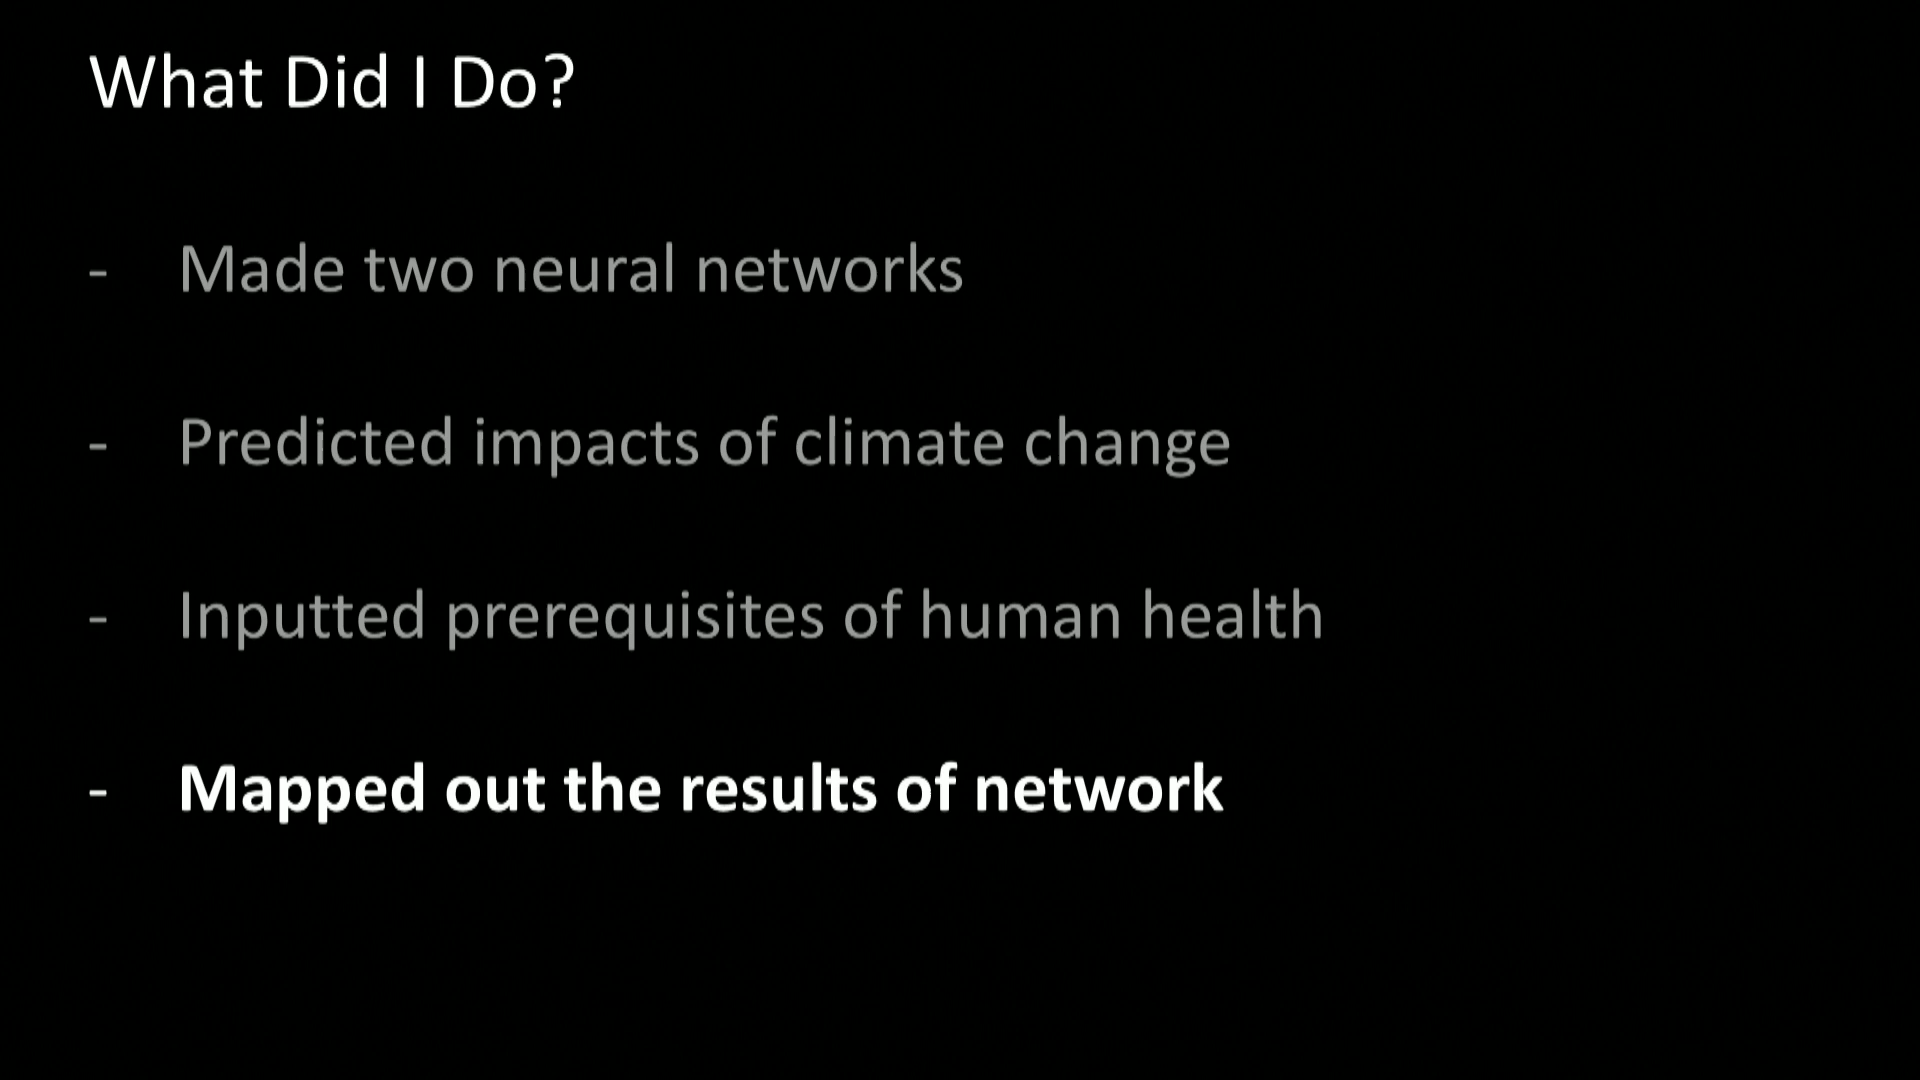 What Did I Do?
- Made two neural networks
- Predicted impacts of climate change
- Inputted prerequisites of human health
- Mapped out the results of network